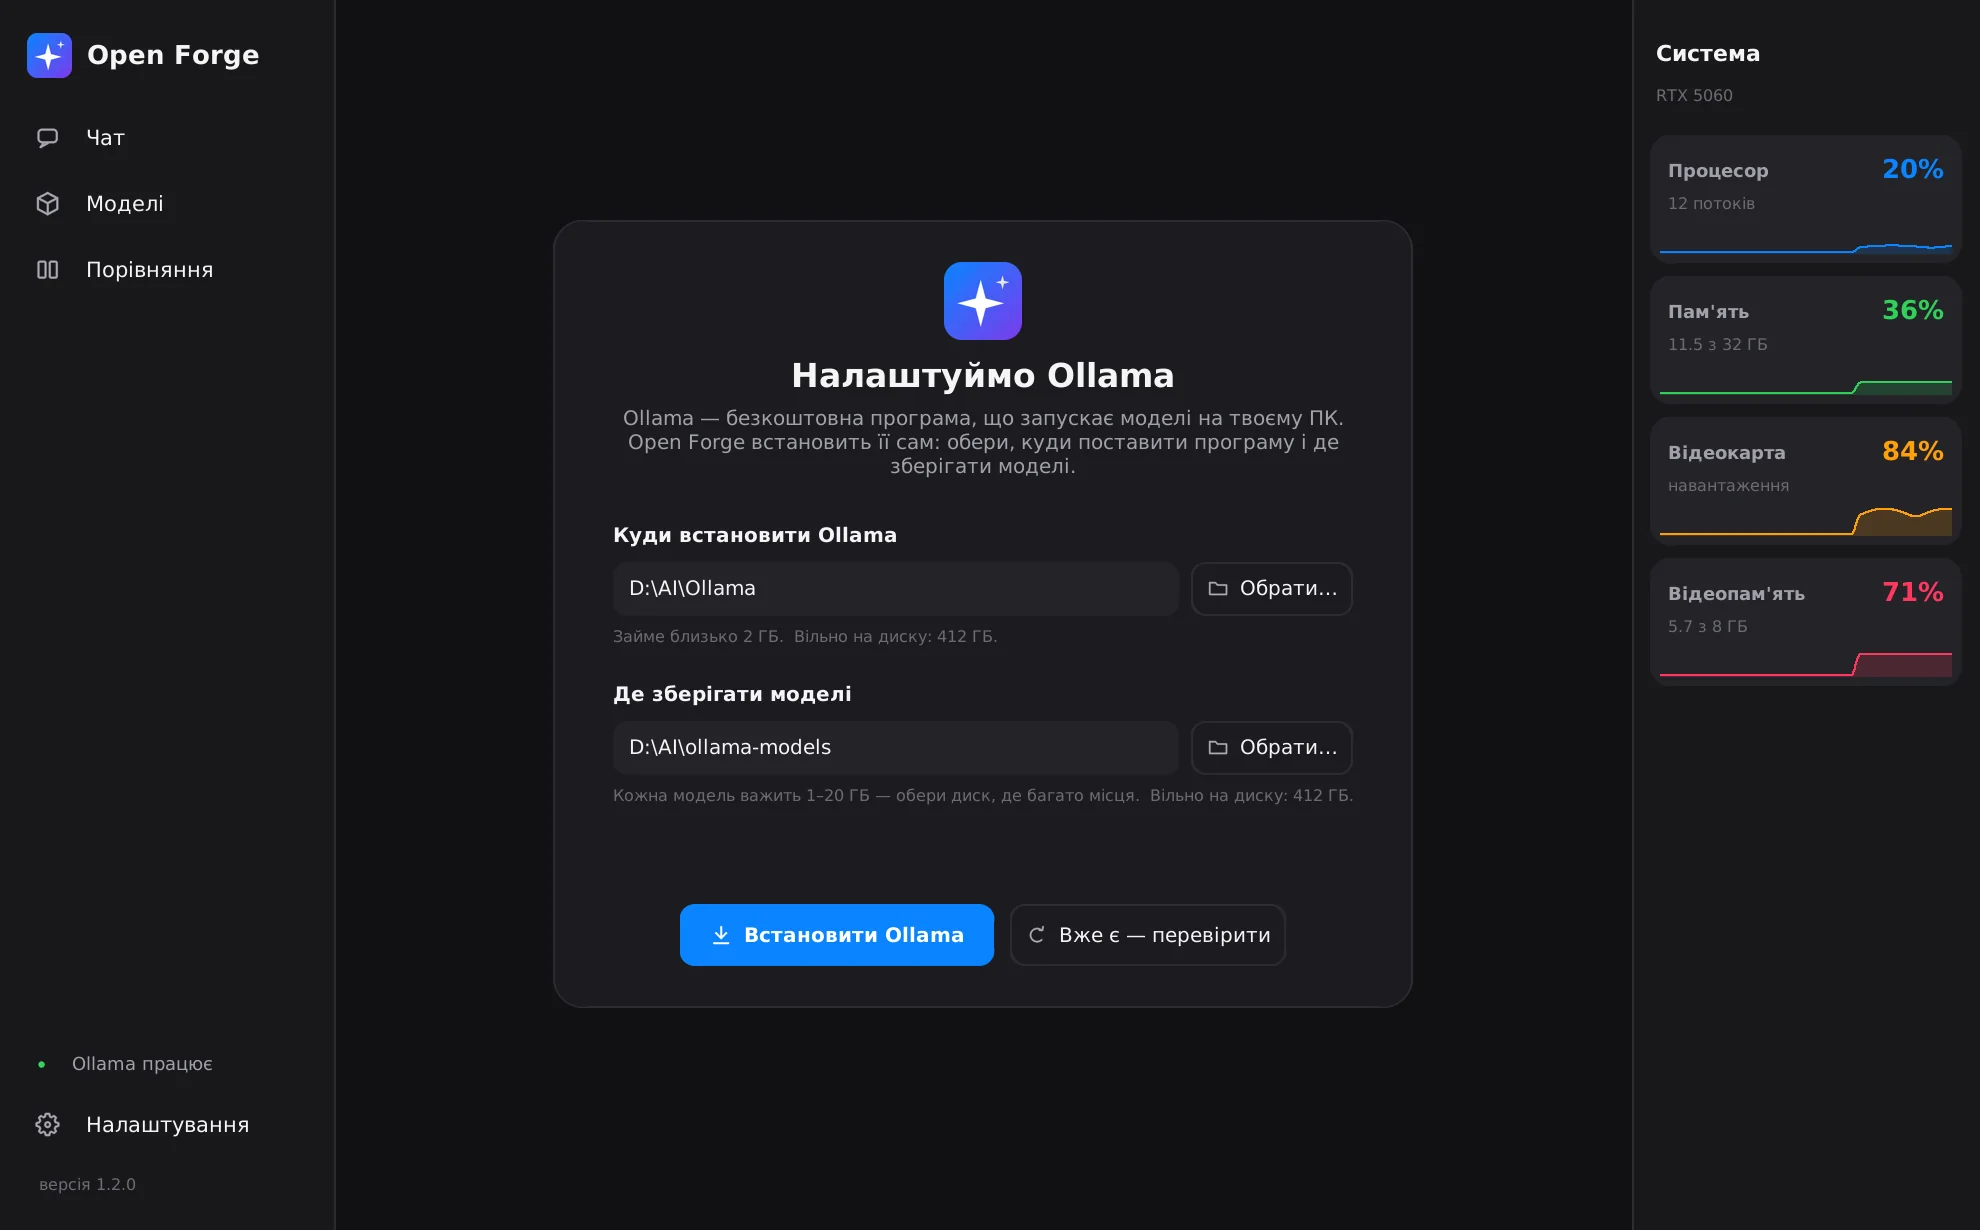 Open Forge
Чат
Моделі
Порівняння
Ollama працює
Налаштування
версія 1.2.0
Налаштуймо Ollama
Ollama — безкоштовна програма, що запускає моделі на твоєму ПК.
Open Forge встановить її сам: обери, куди поставити програму і де
зберігати моделі.
Куди встановити Ollama
D:\AI\Ollama
Обрати...
Займе близько 2 ГБ. Вільно на диску: 412 ГБ.
Де зберігати моделі
D:\AI\ollama-models
Обрати...
Кожна модель важить 1–20 ГБ — обери диск, де багато місця. Вільно на диску: 412 ГБ.
Встановити Ollama
Вже є — перевірити
Система
RTX 5060
Процесор 20%
12 потоків
Пам'ять 36%
11.5 з 32 ГБ
Відеокарта 84%
навантаження
Відеопам'ять 71%
5.7 з 8 ГБ